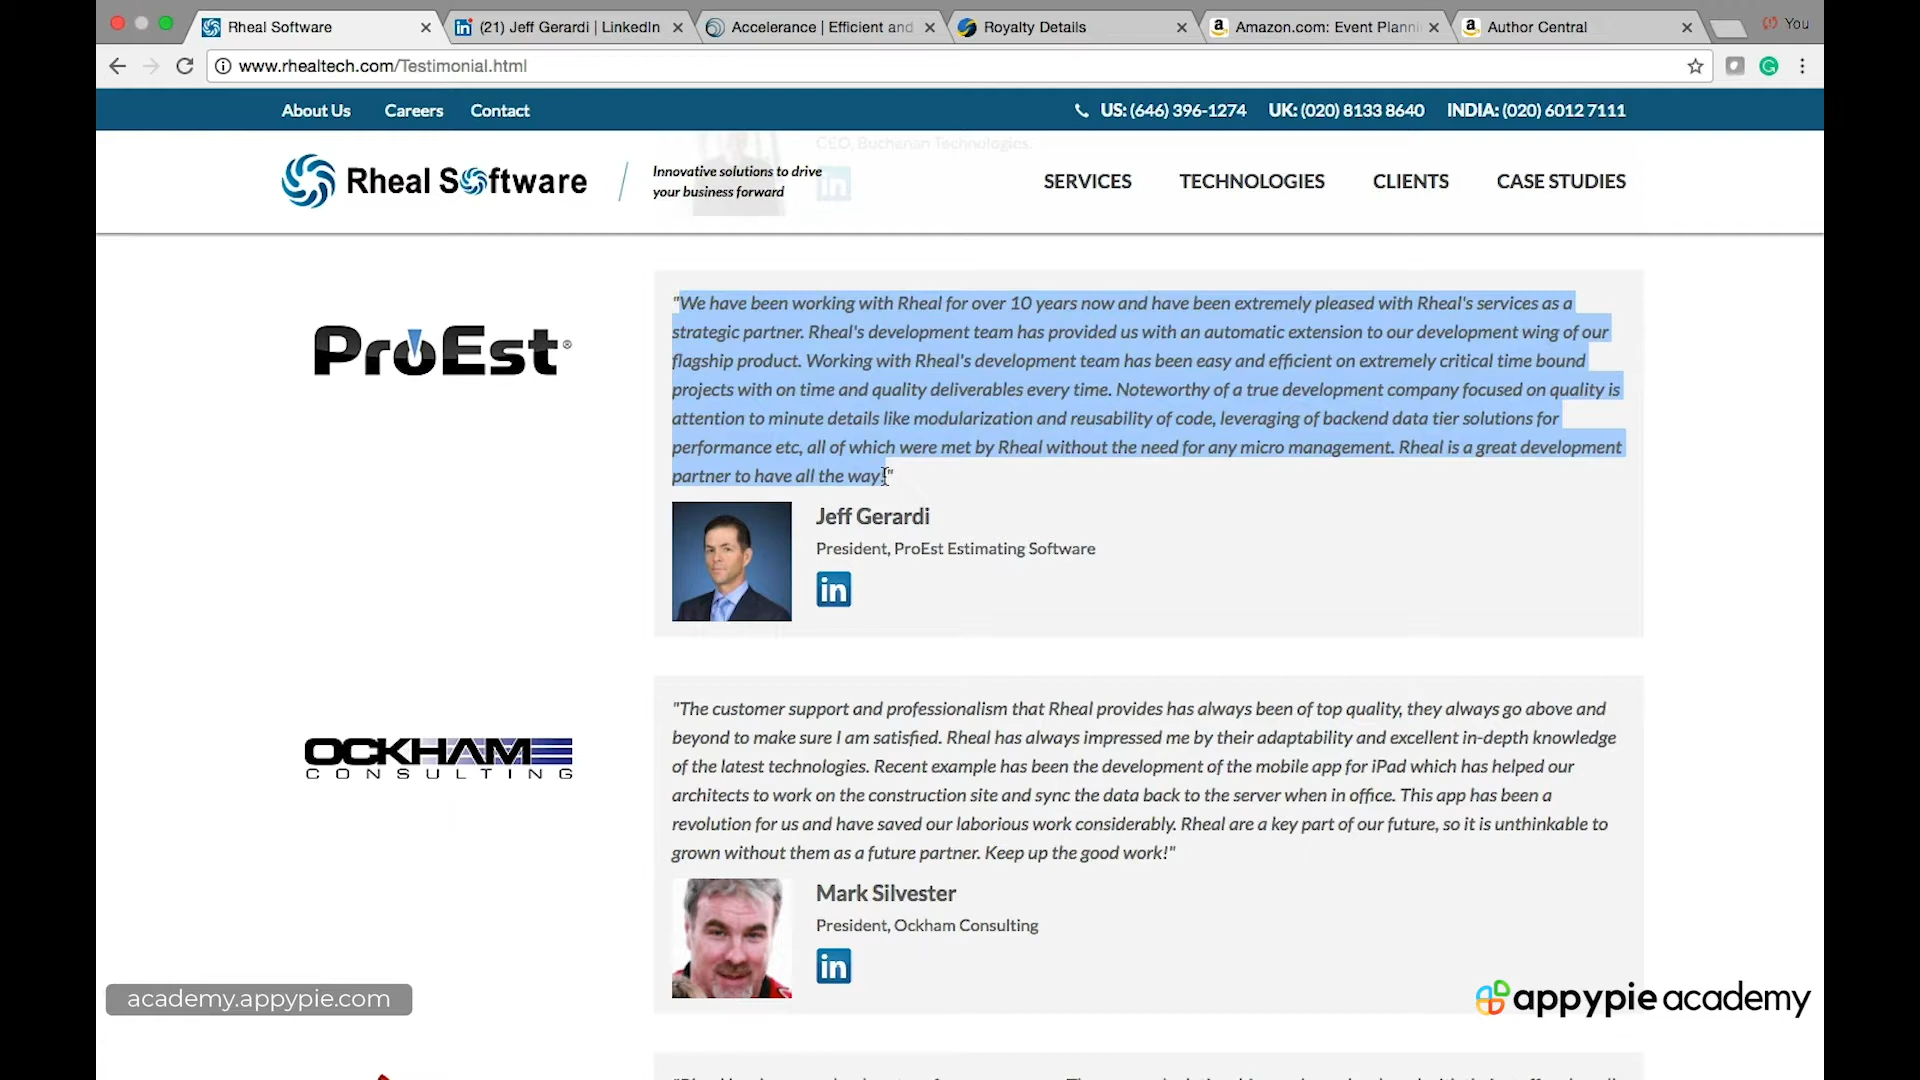 Rheal Software
(21) Jeff Gerardi | LinkedIn
Accelerance | Efficient and
Royalty Details
Amazon.com: Event Planni
Author Central
You
www.rhealtech.com/Testimonial.html
About Us Careers Contact
US: (646) 396-1274 UK: (020) 8133 8640 INDIA: (020) 6012 7111
CEO, Buchanan Technologies.
Rheal Software
Innovative solutions to drive
your business forward
SERVICES TECHNOLOGIES CLIENTS CASE STUDIES
ProEst®
"We have been working with Rheal for over 10 years now and have been extremely pleased with Rheal's services as a
strategic partner. Rheal's development team has provided us with an automatic extension to our development wing of our
flagship product. Working with Rheal's development team has been easy and efficient on extremely critical time bound
projects with on time and quality deliverables every time. Noteworthy of a true development company focused on quality is
attention to minute details like modularization and reusability of code, leveraging of backend data tier solutions for
performance etc, all of which were met by Rheal without the need for any micro management. Rheal is a great development
partner to have all the way!"
Jeff Gerardi
President, ProEst Estimating Software
in
OCKHAM
CONSULTING
"The customer support and professionalism that Rheal provides has always been of top quality, they always go above and
beyond to make sure I am satisfied. Rheal has always impressed me by their adaptability and excellent in-depth knowledge
of the latest technologies. Recent example has been the development of the mobile app for iPad which has helped our
architects to work on the construction site and sync the data back to the server when in office. This app has been a
revolution for us and have saved our laborious work considerably. Rheal are a key part of our future, so it is unthinkable to
grown without them as a future partner. Keep up the good work!"
Mark Silvester
President, Ockham Consulting
in
academy.appypie.com
appypie academy